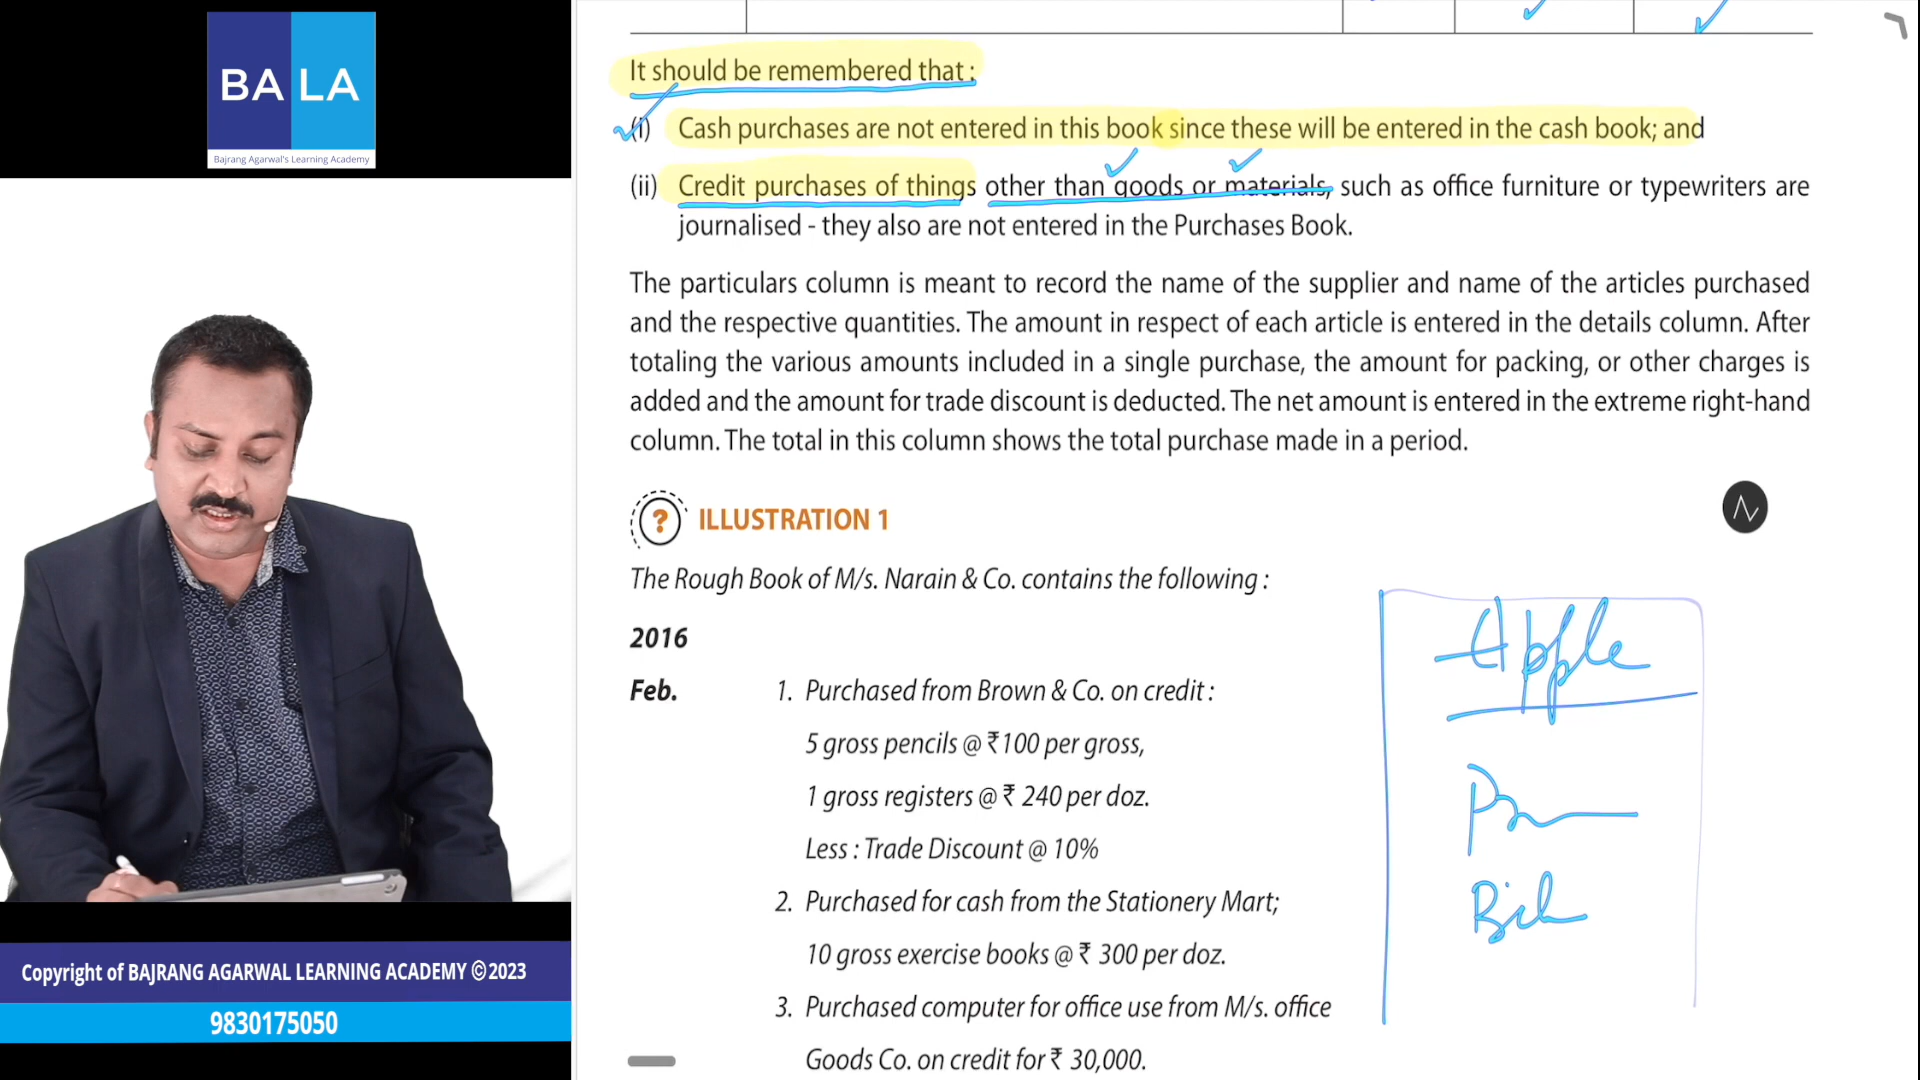 BA LA
Bajrang Agarwal's Learning Academy
It should be remembered that :
(i) Cash purchases are not entered in this book since these will be entered in the cash book; and
(ii) Credit purchases of things other than goods or materials, such as office furniture or typewriters are
journalised - they also are not entered in the Purchases Book.
The particulars column is meant to record the name of the supplier and name of the articles purchased
and the respective quantities. The amount in respect of each article is entered in the details column. After
totaling the various amounts included in a single purchase, the amount for packing, or other charges is
added and the amount for trade discount is deducted. The net amount is entered in the extreme right-hand
column. The total in this column shows the total purchase made in a period.
? ILLUSTRATION 1
The Rough Book of M/s. Narain & Co. contains the following :
2016
Feb. 1. Purchased from Brown & Co. on credit :
5 gross pencils @ ₹100 per gross,
1 gross registers @ ₹ 240 per doz.
Less : Trade Discount @ 10%
2. Purchased for cash from the Stationery Mart;
10 gross exercise books @ ₹ 300 per doz.
3. Purchased computer for office use from M/s. office
Goods Co. on credit for ₹ 30,000.
Apple
Copyright of BAJRANG AGARWAL LEARNING ACADEMY ©2023
9830175050